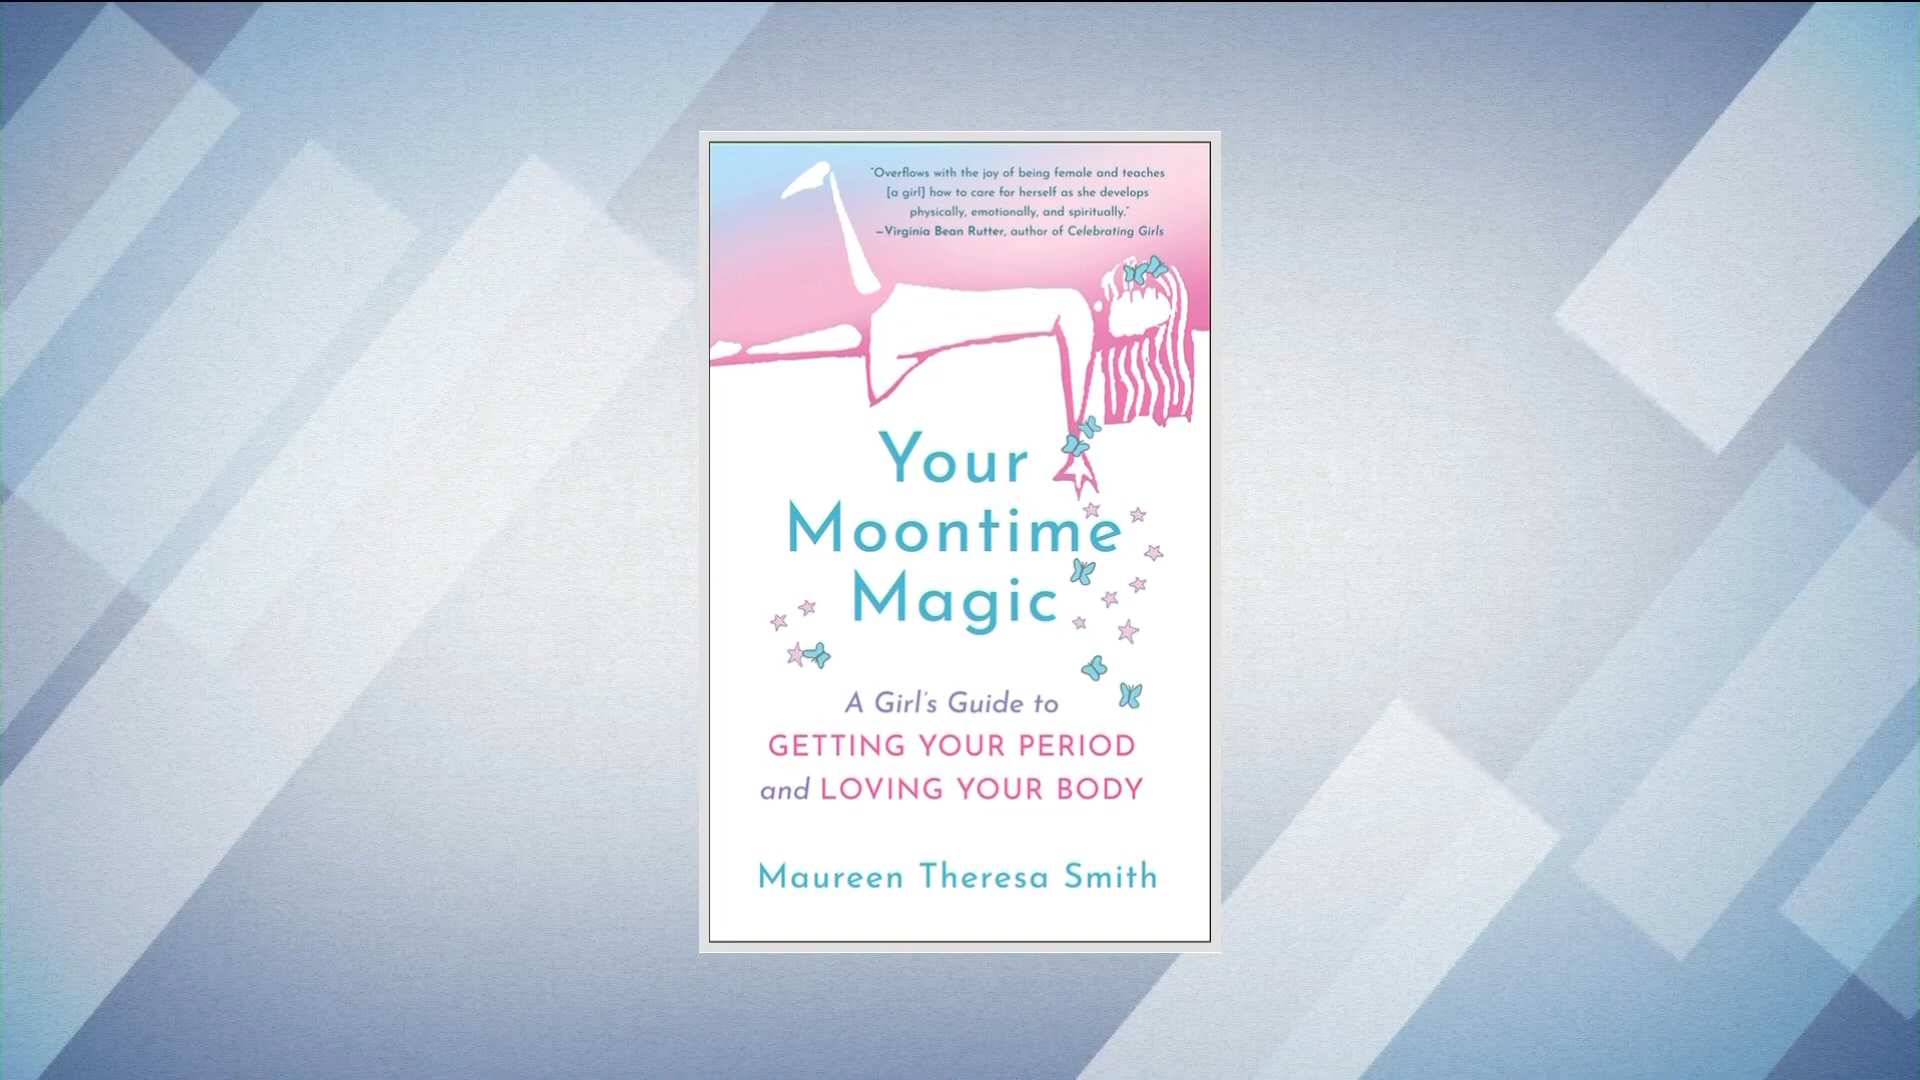 "Overflows with the joy of being female and teaches
[a girl] how to care for herself as she develops
physically, emotionally, and spiritually."
—Virginia Bean Rutter, author of Celebrating Girls
Your
Moontime
Magic
A Girl's Guide to
GETTING YOUR PERIOD
and LOVING YOUR BODY
Maureen Theresa Smith